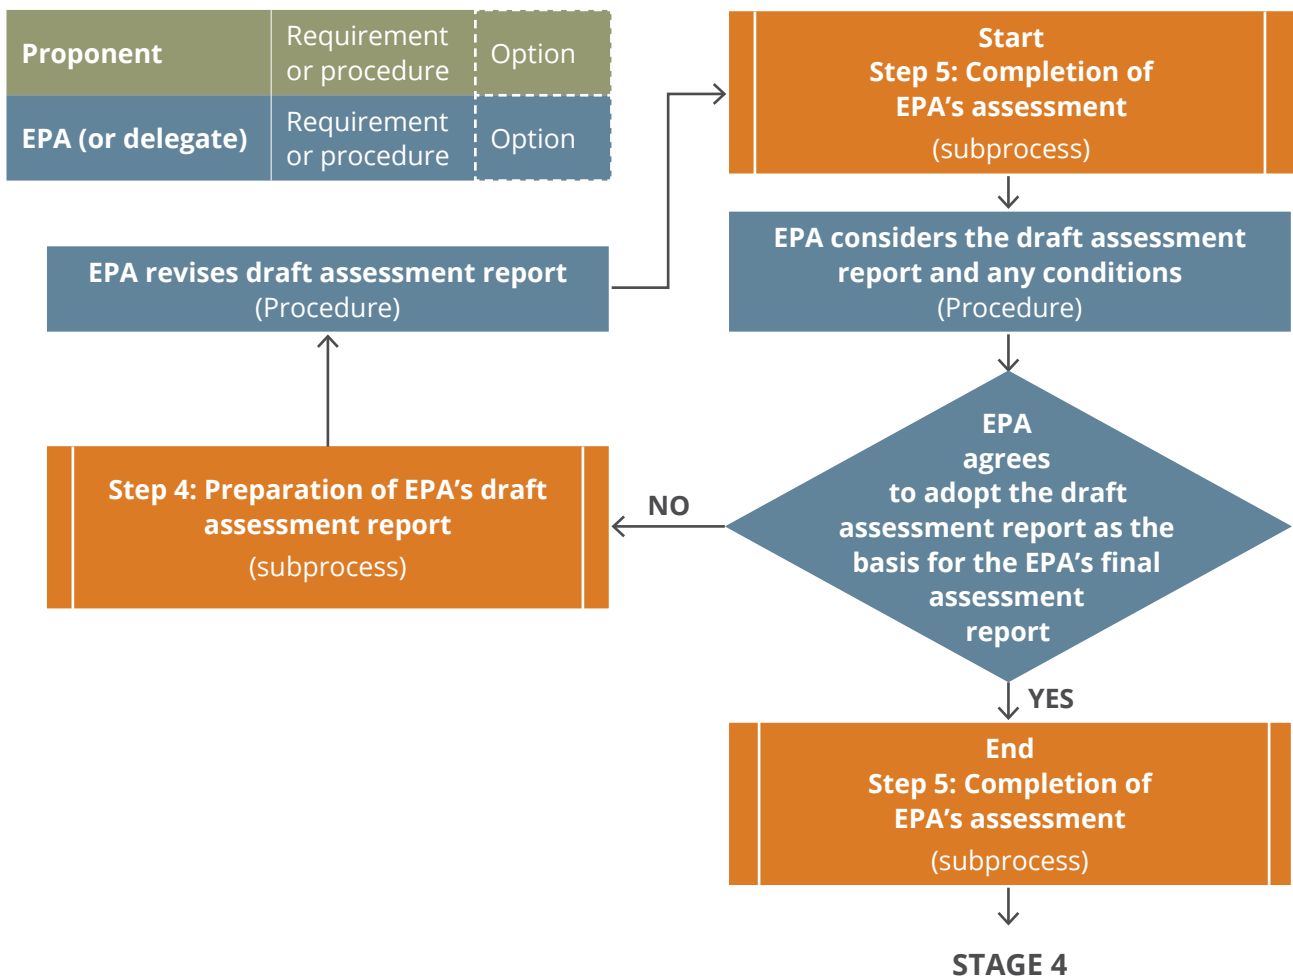 Proponent
Requirement
or procedure
Option
EPA (or delegate)
Requirement
or procedure
Option
Start
Step 5: Completion of
EPA’s assessment
(subprocess)
EPA considers the draft assessment
report and any conditions
(Procedure)
EPA revises draft assessment report
(Procedure)
EPA
agrees
to adopt the draft
assessment report as the
basis for the EPA’s final
assessment
report
NO
Step 4: Preparation of EPA’s draft
assessment report
(subprocess)
YES
End
Step 5: Completion of
EPA’s assessment
(subprocess)
STAGE 4